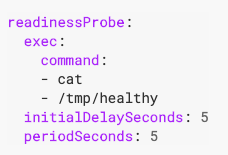 readinessProbe:
  exec:
    command:
    - cat
    - /tmp/healthy
  initialDelaySeconds: 5
  periodSeconds: 5